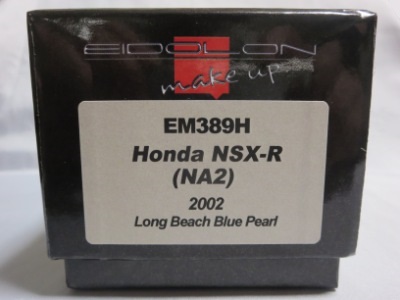 EIDOLON
make up
EM389H
Honda NSX-R
(NA2)
2002
Long Beach Blue Pearl